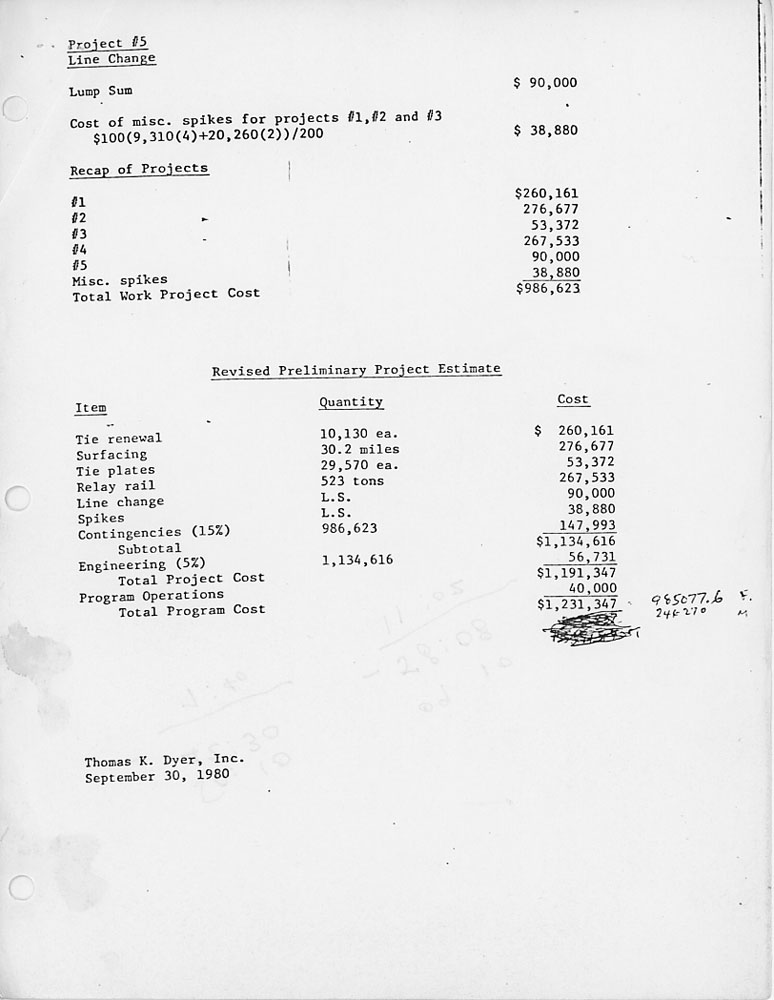 Project #5
Line Change
Lump Sum $ 90,000
Cost of misc. spikes for projects #1,#2 and #3
$100(9,310(4)+20,260(2))/200 $ 38,880
Recap of Projects
#1 $260,161
#2 276,677
#3 53,372
#4 267,533
#5 90,000
Misc. spikes 38,880
Total Work Project Cost $986,623
Revised Preliminary Project Estimate
Item Quantity Cost
Tie renewal 10,130 ea. $ 260,161
Surfacing 30.2 miles 276,677
Tie plates 29,570 ea. 53,372
Relay rail 523 tons 267,533
Line change L.S. 90,000
Spikes L.S. 38,880
Contingencies (15%) 986,623 147,993
Subtotal $1,134,616
Engineering (5%) 1,134,616 56,731
Total Project Cost $1,191,347
Program Operations 40,000
Total Program Cost $1,231,347
985077.6 F.
Thomas K. Dyer, Inc.
September 30, 1980